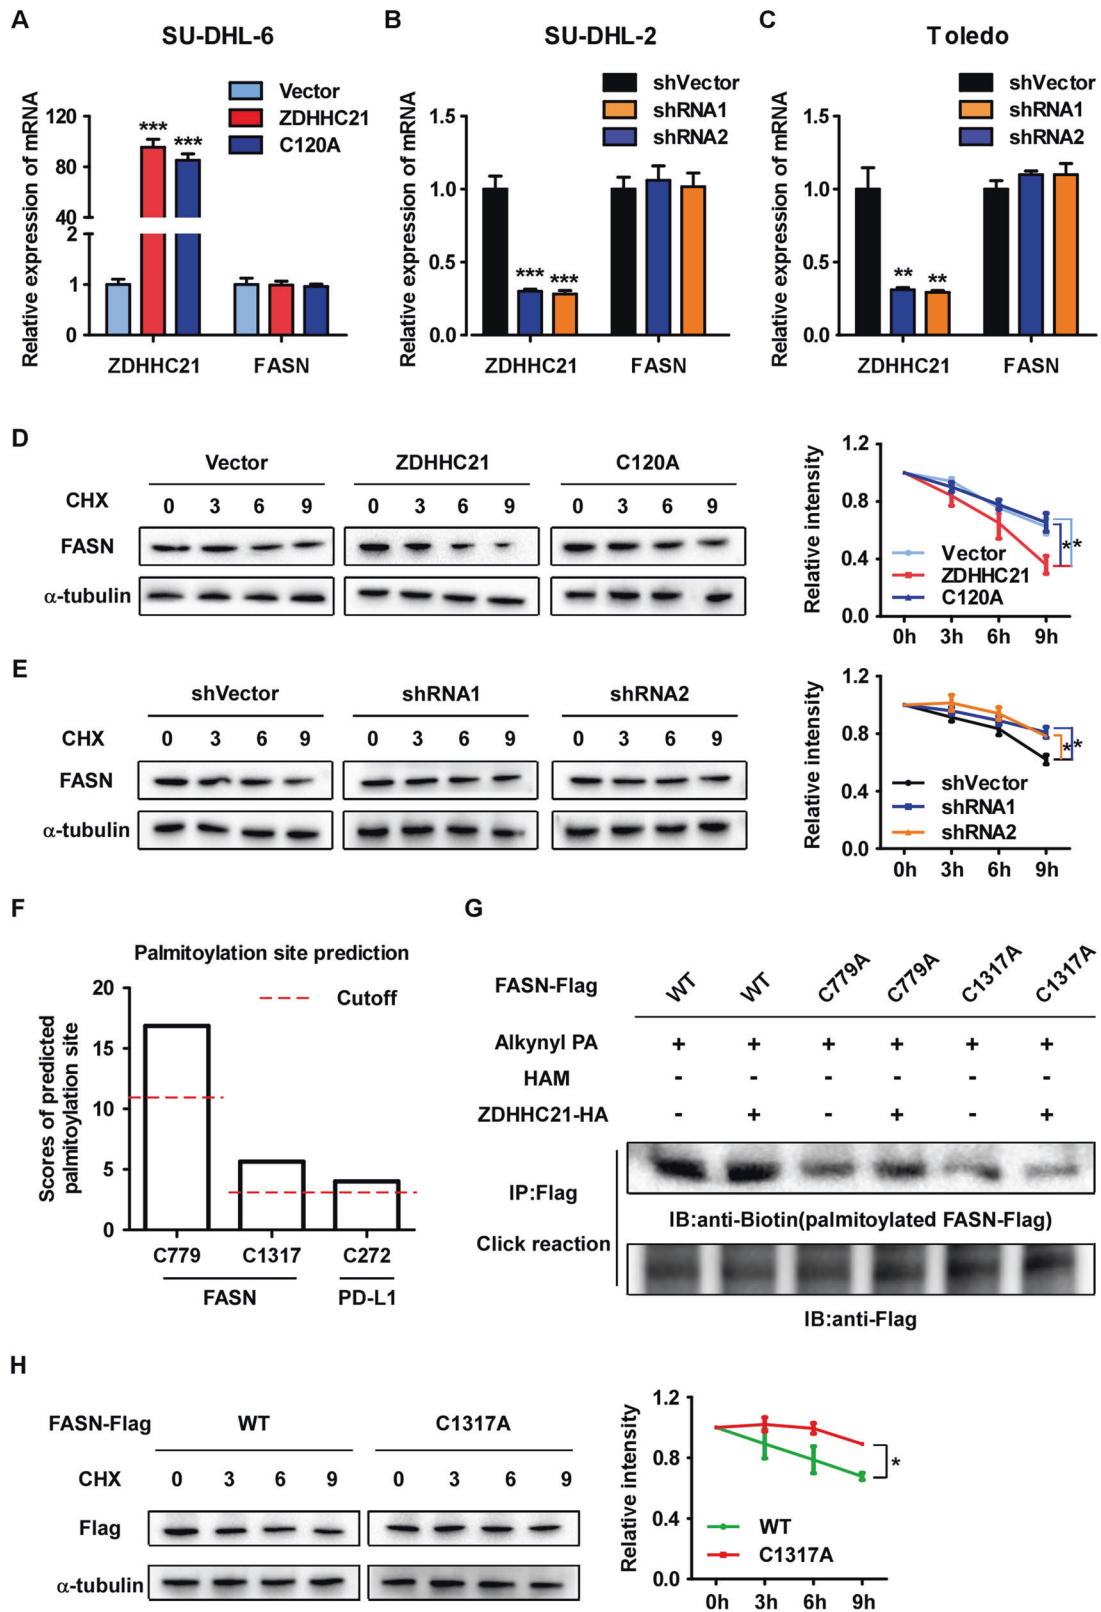 A
SU-DHL-6
Vector
ZDHHC21
C120A
Relative expression of mRNA
120
80
40
2
1
0
***
***
ZDHHC21
FASN
B
SU-DHL-2
shVector
shRNA1
shRNA2
Relative expression of mRNA
1.5
1.0
0.5
0.0
***
***
ZDHHC21
FASN
C
Toledo
shVector
shRNA1
shRNA2
Relative expression of mRNA
1.5
1.0
0.5
0.0
**
**
ZDHHC21
FASN
D
Vector
ZDHHC21
C120A
CHX
0 3 6 9
0 3 6 9
0 3 6 9
FASN
α-tubulin
Relative intensity
1.2
0.8
0.4
0.0
Vector
ZDHHC21
C120A
**
0h 3h 6h 9h
E
shVector
shRNA1
shRNA2
CHX
0 3 6 9
0 3 6 9
0 3 6 9
FASN
α-tubulin
Relative intensity
1.2
0.8
0.4
0.0
shVector
shRNA1
shRNA2
**
0h 3h 6h 9h
F
Palmitoylation site prediction
Cutoff
Scores of predicted
palmitoylation site
20
15
10
5
0
C779 C1317 C272
FASN PD-L1
G
FASN-Flag WT WT C779A C779A C1317A C1317A
Alkynyl PA + + + + + +
HAM - - - - - -
ZDHHC21-HA - + - + - +
IP:Flag
Click reaction
IB:anti-Biotin(palmitoylated FASN-Flag)
IB:anti-Flag
H
FASN-Flag WT C1317A
CHX 0 3 6 9 0 3 6 9
Flag
α-tubulin
Relative intensity
1.2
0.8
0.4
0.0
WT
C1317A
*
0h 3h 6h 9h